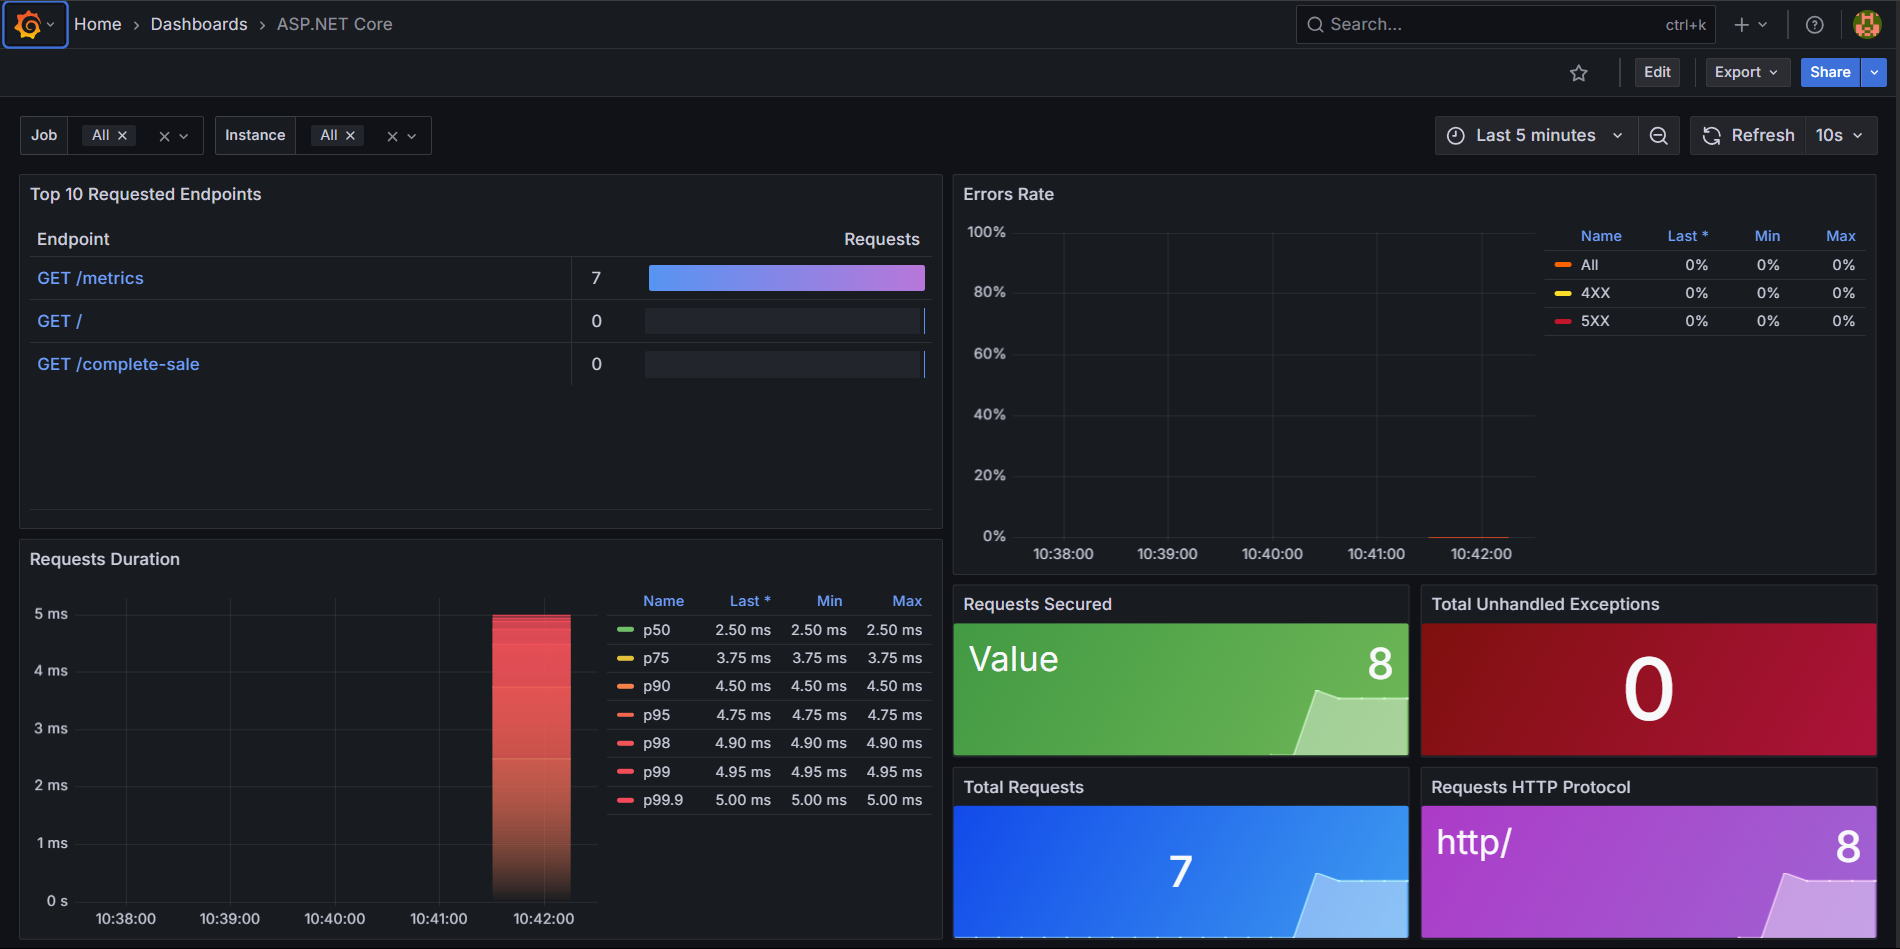 Home › Dashboards › ASP.NET Core
Search... ctrl+k
Edit Export Share
Job All Instance All
Last 5 minutes Refresh 10s
Top 10 Requested Endpoints
Endpoint Requests
GET /metrics 7
GET / 0
GET /complete-sale 0
Errors Rate
100%
80%
60%
40%
20%
0%
10:38:00 10:39:00 10:40:00 10:41:00 10:42:00
Name Last * Min Max
All 0% 0% 0%
4XX 0% 0% 0%
5XX 0% 0% 0%
Requests Duration
5 ms
4 ms
3 ms
2 ms
1 ms
0 s
10:38:00 10:39:00 10:40:00 10:41:00 10:42:00
Name Last * Min Max
p50 2.50 ms 2.50 ms 2.50 ms
p75 3.75 ms 3.75 ms 3.75 ms
p90 4.50 ms 4.50 ms 4.50 ms
p95 4.75 ms 4.75 ms 4.75 ms
p98 4.90 ms 4.90 ms 4.90 ms
p99 4.95 ms 4.95 ms 4.95 ms
p99.9 5.00 ms 5.00 ms 5.00 ms
Requests Secured
Value 8
Total Unhandled Exceptions
0
Total Requests
7
Requests HTTP Protocol
http/ 8